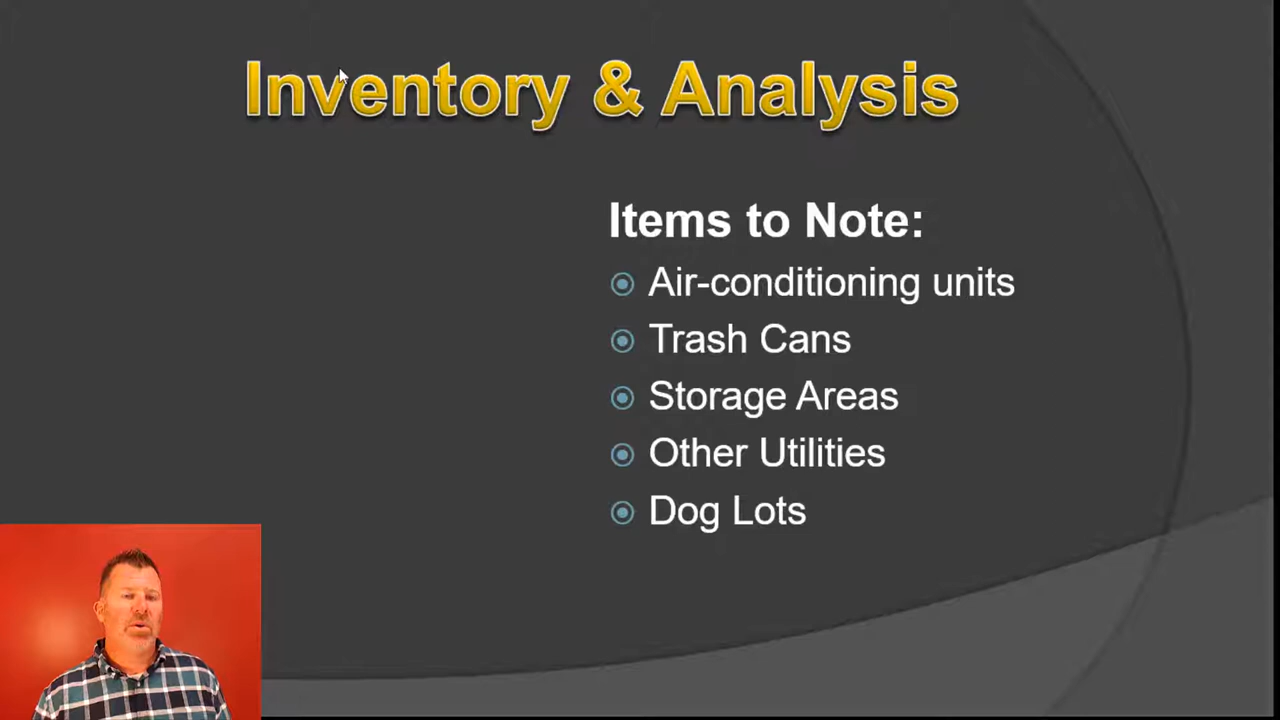 Inventory & Analysis
Items to Note:
Air-conditioning units
Trash Cans
Storage Areas
Other Utilities
Dog Lots